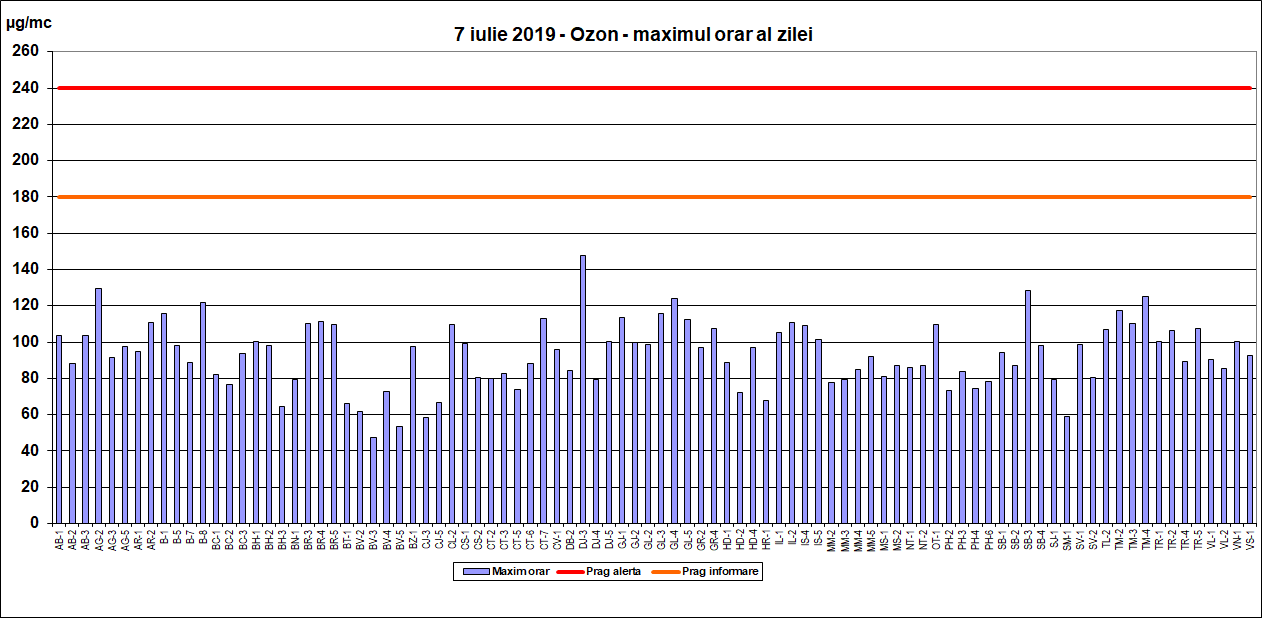 µg/mc
7 iulie 2019 - Ozon - maximul orar al zilei
260
240
220
200
180
160
140
120
100
80
60
40
20
0
AB-1
AB-2
AB-3
AG-2
AG-3
AG-5
AR-1
AR-2
B-1
B-5
B-7
B-8
BC-1
BC-2
BC-3
BH-1
BH-2
BH-3
BN-1
BR-3
BR-4
BR-5
BT-1
BV-2
BV-3
BV-4
BV-5
BZ-1
CJ-3
CJ-5
CL-2
CS-1
CS-2
CT-2
CT-3
CT-5
CT-6
CT-7
CV-1
DB-2
DJ-3
DJ-4
DJ-5
GJ-1
GJ-2
GL-2
GL-3
GL-4
GL-5
GR-2
GR-4
HD-1
HD-2
HD-4
HR-1
IL-1
IL-2
IS-4
IS-5
MM-2
MM-3
MM-4
MM-5
MS-1
MS-2
NT-1
NT-2
OT-1
PH-2
PH-3
PH-4
PH-6
SB-1
SB-2
SB-3
SB-4
SJ-1
SM-1
SV-1
SV-2
TL-2
TM-2
TM-3
TM-4
TR-1
TR-2
TR-4
TR-5
VL-1
VL-2
VN-1
VS-1
Maxim orar
Prag alerta
Prag informare